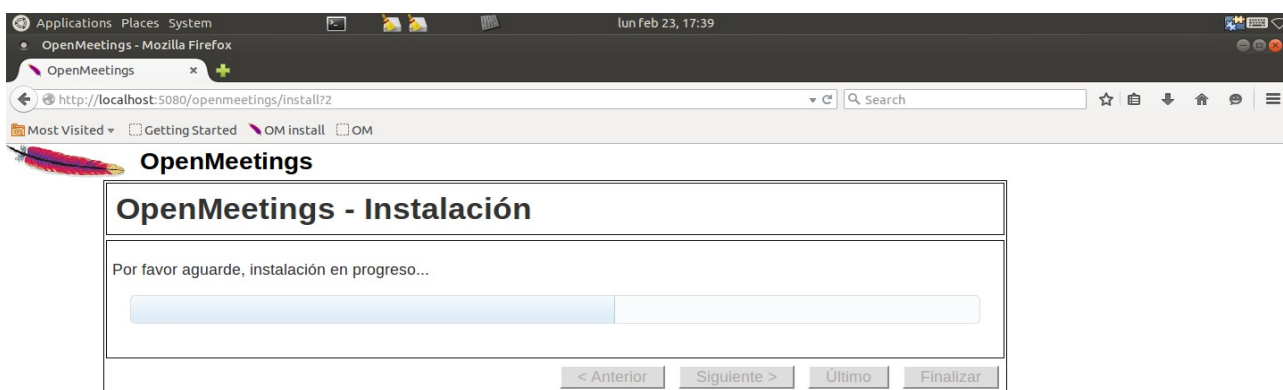 Applications Places System lun feb 23, 17:39
OpenMeetings - Mozilla Firefox
OpenMeetings
http://localhost:5080/openmeetings/install?2 Search
Most Visited Getting Started OM install OM
OpenMeetings
OpenMeetings - Instalación
Por favor aguarde, instalación en progreso...
< Anterior Siguiente > Último Finalizar